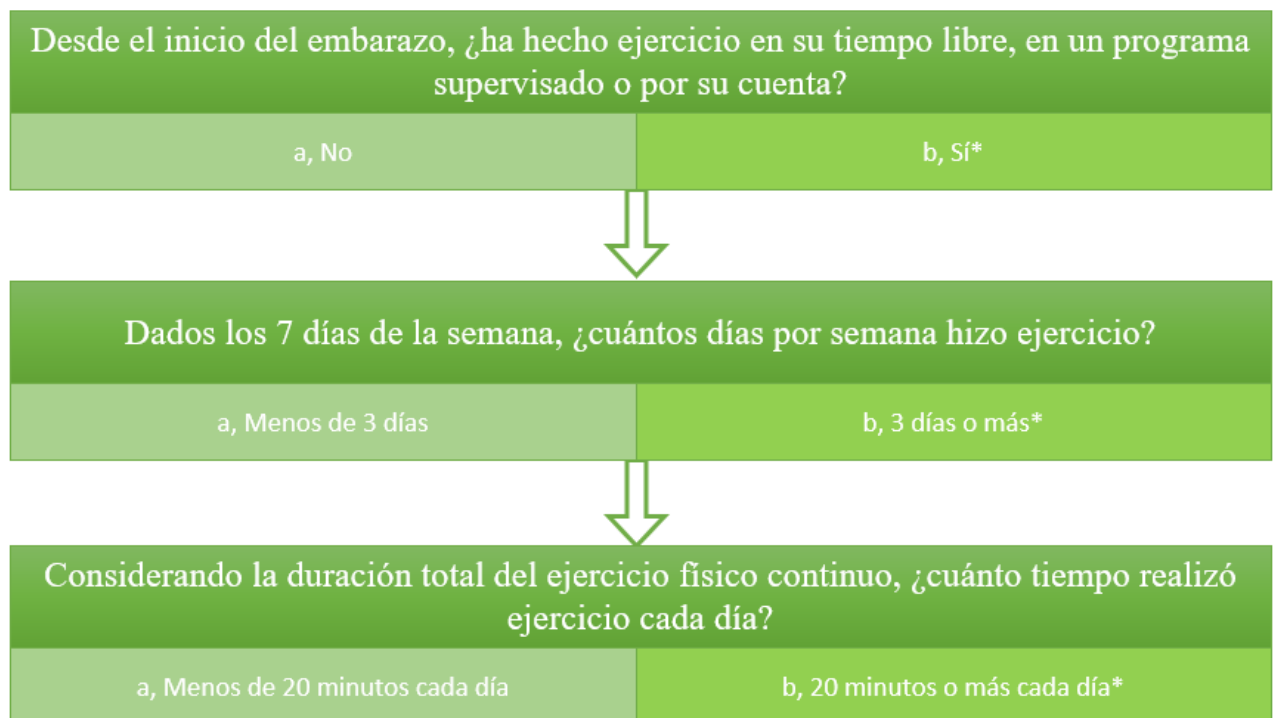 Desde el inicio del embarazo, ¿ha hecho ejercicio en su tiempo libre, en un programa
supervisado o por su cuenta?
a, No
b, Sí*
Dados los 7 días de la semana, ¿cuántos días por semana hizo ejercicio?
a, Menos de 3 días
b, 3 días o más*
Considerando la duración total del ejercicio físico continuo, ¿cuánto tiempo realizó
ejercicio cada día?
a, Menos de 20 minutos cada día
b, 20 minutos o más cada día*